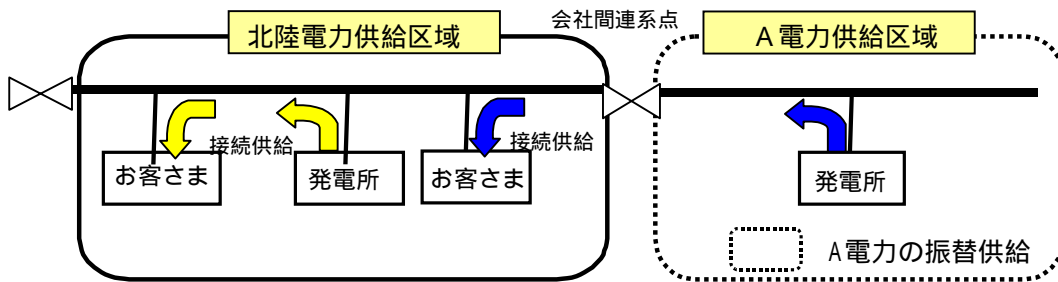 会社間連系点
北陸電力供給区域
A電力供給区域
接続供給
接続供給
お客さま
発電所
お客さま
発電所
A電力の振替供給